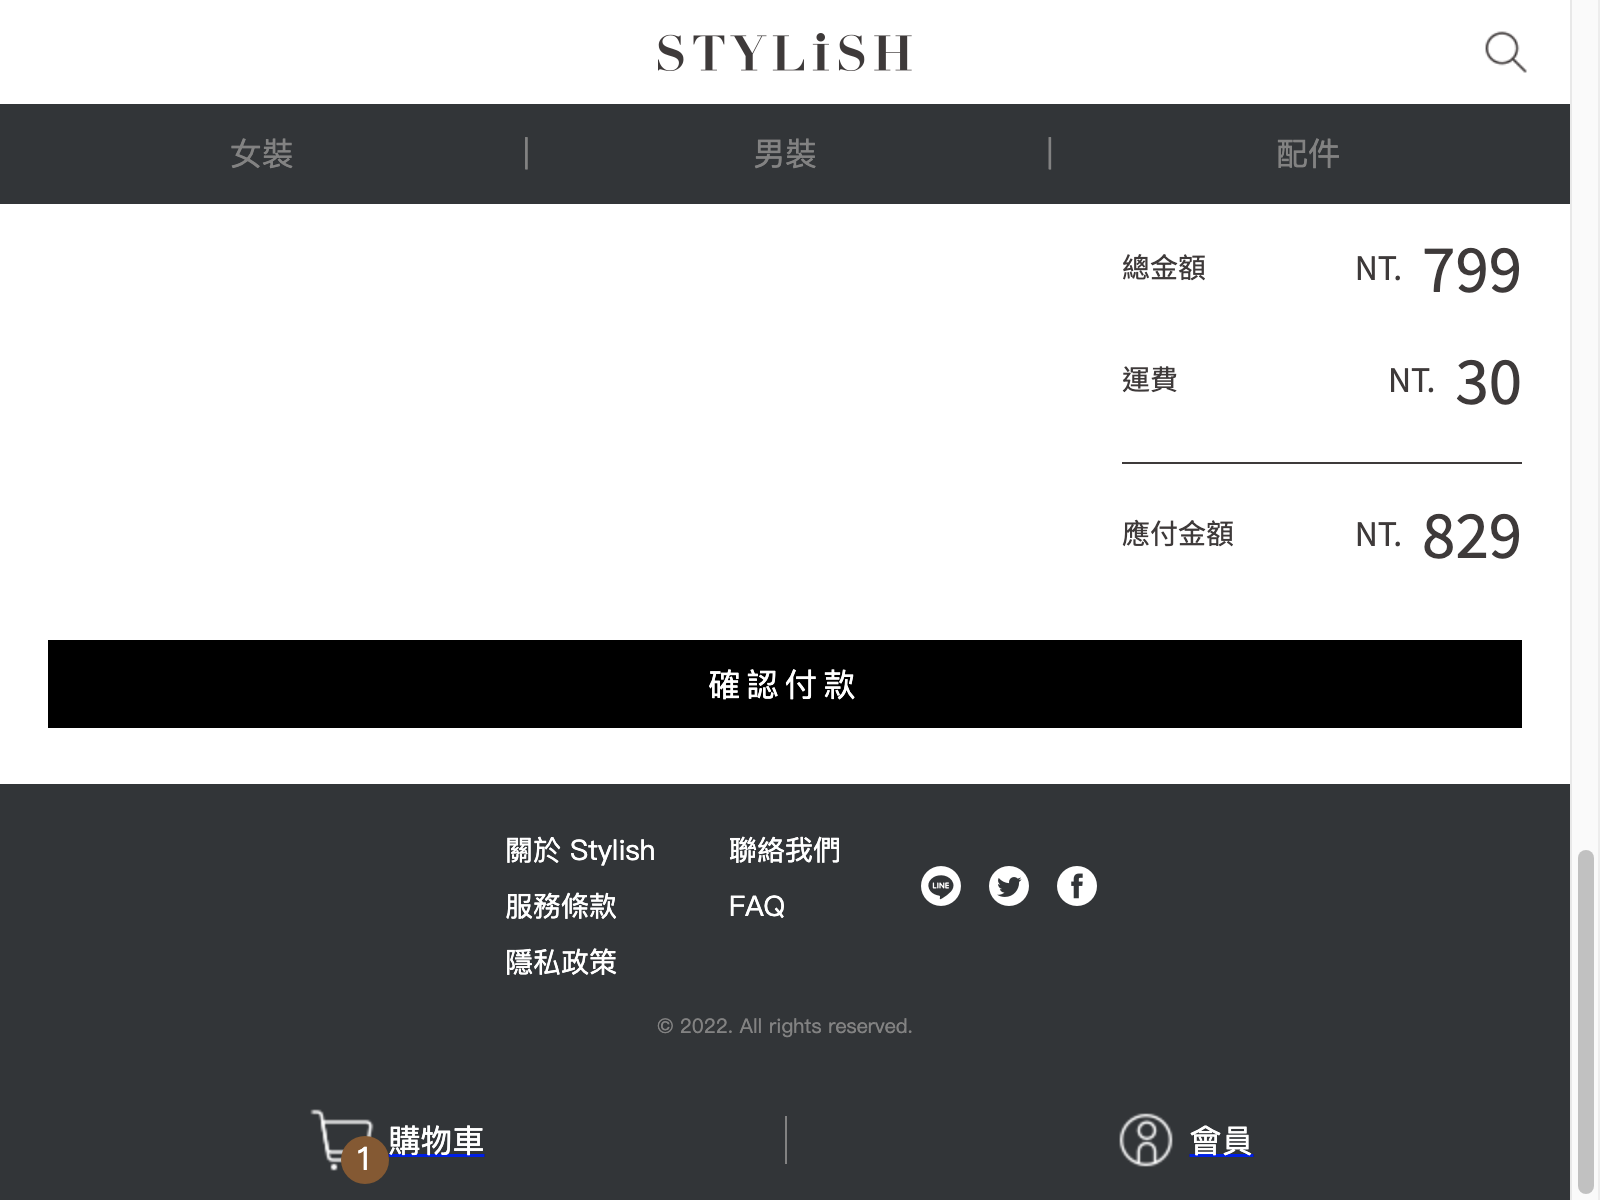 STYLiSH
女裝 | 男裝 | 配件
總金額 NT. 799
運費 NT. 30
應付金額 NT. 829
確認付款
關於 Stylish
服務條款
隱私政策
聯絡我們
FAQ
LINE
© 2022. All rights reserved.
1 購物車
會員